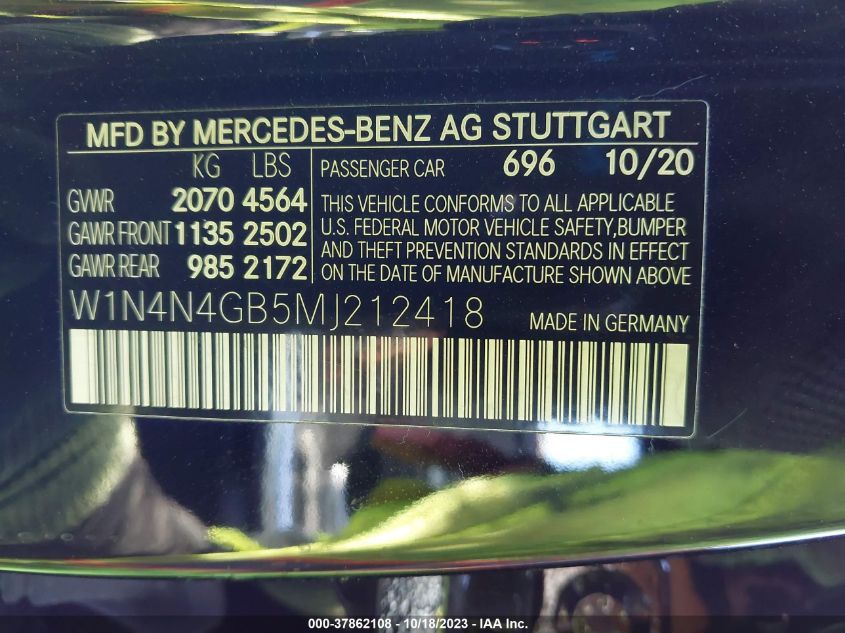 MFD BY MERCEDES-BENZ AG STUTTGART
KG LBS
GVWR 2070 4564
GAWR FRONT 1135 2502
GAWR REAR 985 2172
PASSENGER CAR 696 10/20
THIS VEHICLE CONFORMS TO ALL APPLICABLE
U.S. FEDERAL MOTOR VEHICLE SAFETY,BUMPER
AND THEFT PREVENTION STANDARDS IN EFFECT
ON THE DATE OF MANUFACTURE SHOWN ABOVE
W1N4N4GB5MJ212418 MADE IN GERMANY
000-37862108 - 10/18/2023 - IAA Inc.